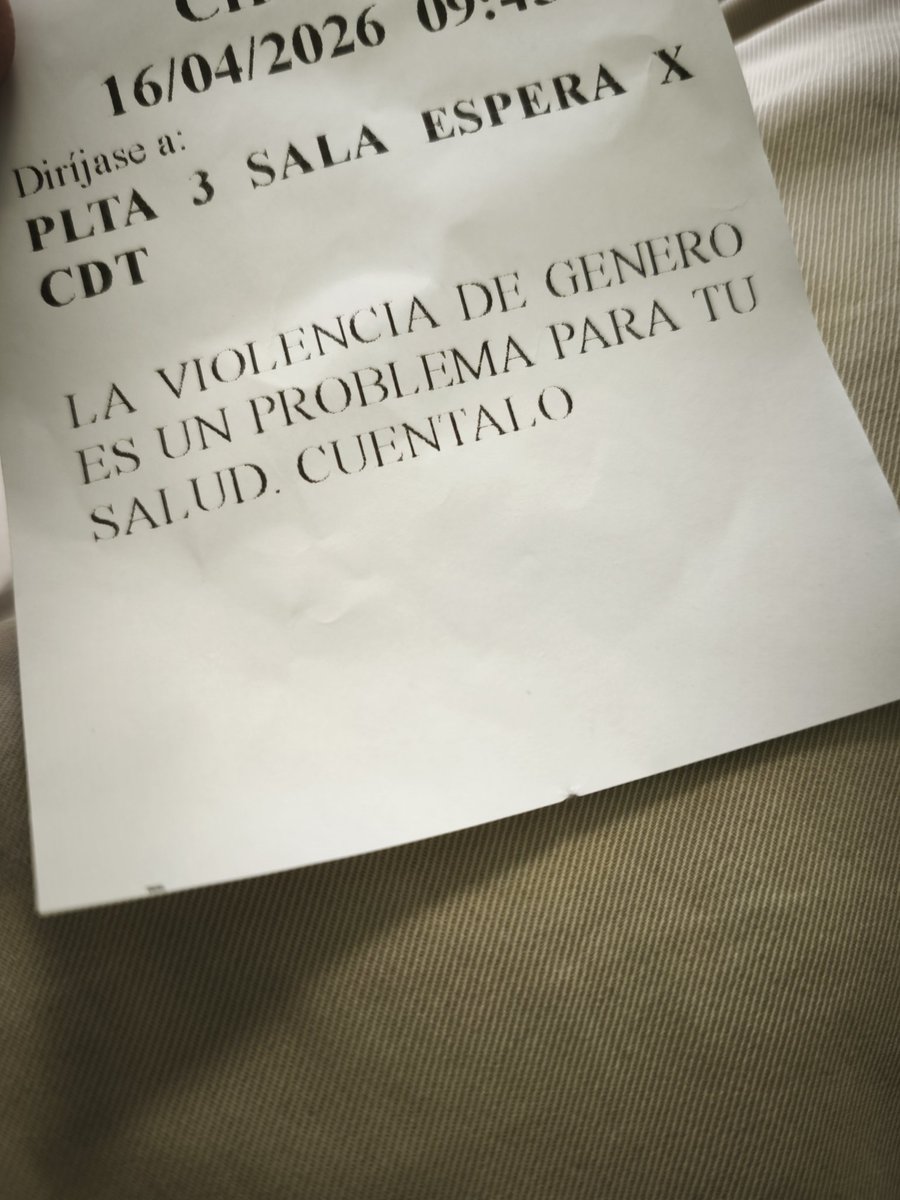 16/04/2026
Diríjase a:
PLTA 3 SALA ESPERA X
CDT
LA VIOLENCIA DE GENERO
ES UN PROBLEMA PARA TU
SALUD. CUENTALO